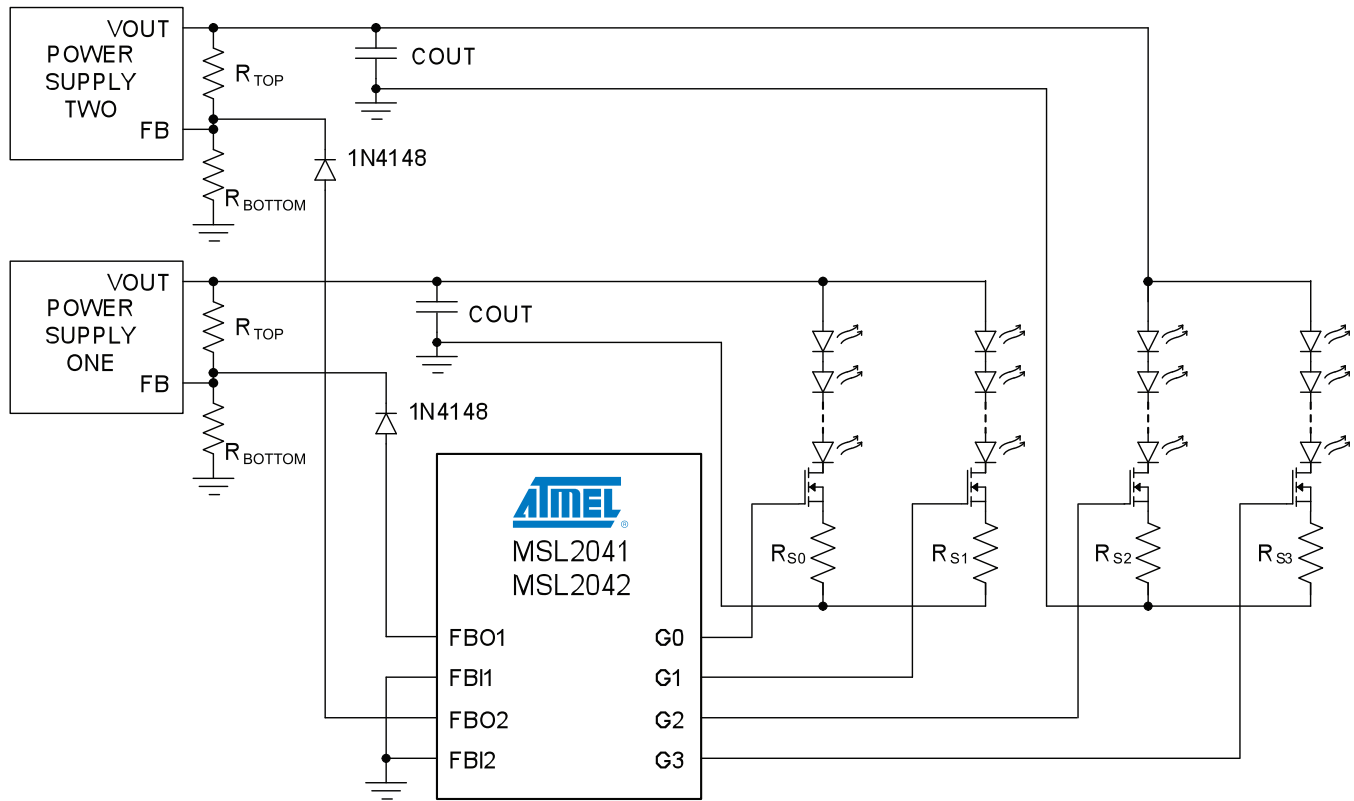 VOUT
POWER
SUPPLY
TWO
FB
RTOP
COUT
1N4148
RBOTTOM
VOUT
POWER
SUPPLY
ONE
FB
RTOP
COUT
1N4148
RBOTTOM
ATMEL ®
MSL2041
MSL2042
RS0
RS1
RS2
RS3
FBO1
G0
FBI1
G1
FBO2
G2
FBI2
G3